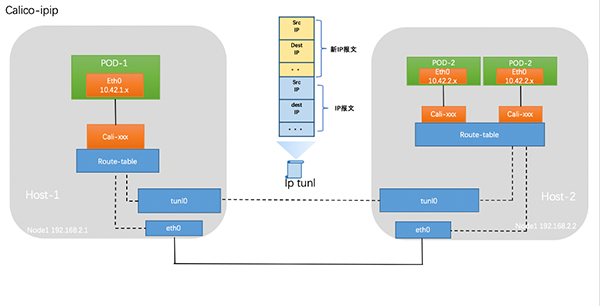 Calico-ipip
Src
IP
Dest
IP
. . .
新IP报文
Src
IP
dest
IP
. . .
IP报文
Ip tunl
POD-1
Eth0
10.42.1.x
Cali-xxx
Route-table
tunl0
eth0
Host-1
Node1 192.168.2.1
POD-2
Eth0
10.42.2.x
POD-2
Eth0
10.42.2.x
Cali-xxx
Cali-xxx
Route-table
tunl0
eth0
Host-2
Node1 192.168.2.2